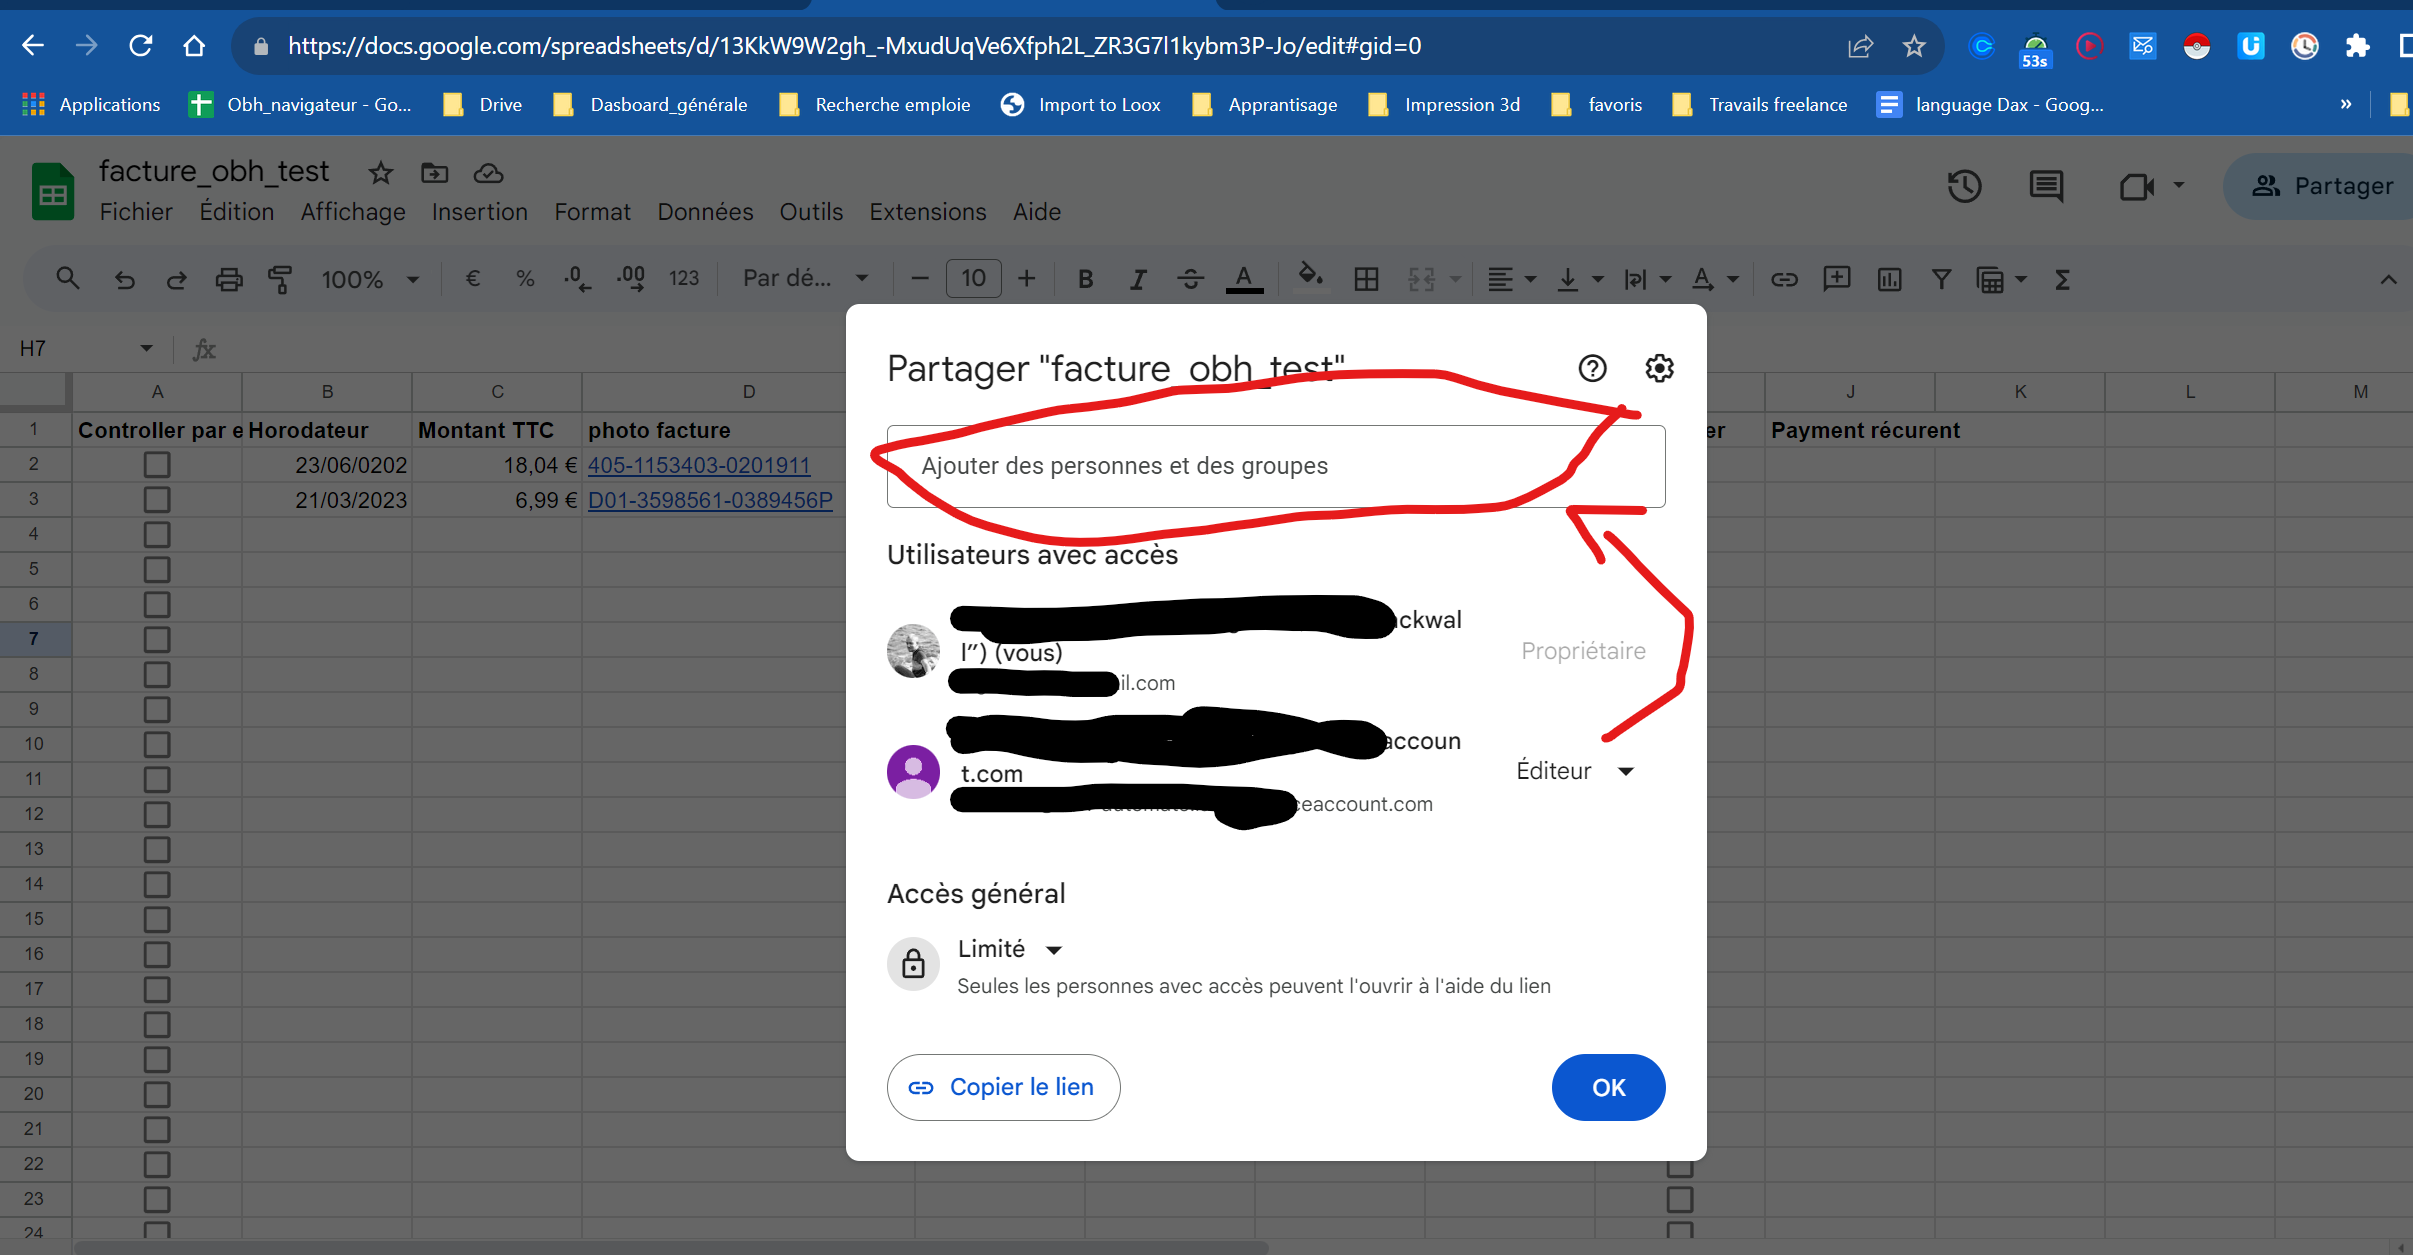 https://docs.google.com/spreadsheets/d/13KkW9W2gh_-MxudUqVe6Xfph2L_ZR3G7l1kybm3P-Jo/edit#gid=0
53s
Applications Obh_navigateur - Go... Drive Dasboard_générale Recherche emploie Import to Loox Apprantisage Impression 3d favoris Travails freelance language Dax - Goog... »
facture_obh_test
Partager
Fichier Édition Affichage Insertion Format Données Outils Extensions Aide
100% € % .0 .00 123 Par dé... − 10 + B I S A Σ
H7 fx
A B C D J K L M
1 Controller par e Horodateur Montant TTC photo facture er Payment récurent
2 23/06/0202 18,04 € 405-1153403-0201911
3 21/03/2023 6,99 € D01-3598561-0389456P
4
5
6
7
8
9
10
11
12
13
14
15
16
17
18
19
20
21
22
23
24
Partager "facture_obh_test"
Ajouter des personnes et des groupes
Utilisateurs avec accès
ckwal
l”) (vous)
il.com
Propriétaire
accoun
t.com
ceaccount.com
Éditeur
Accès général
Limité
Seules les personnes avec accès peuvent l'ouvrir à l'aide du lien
Copier le lien
OK